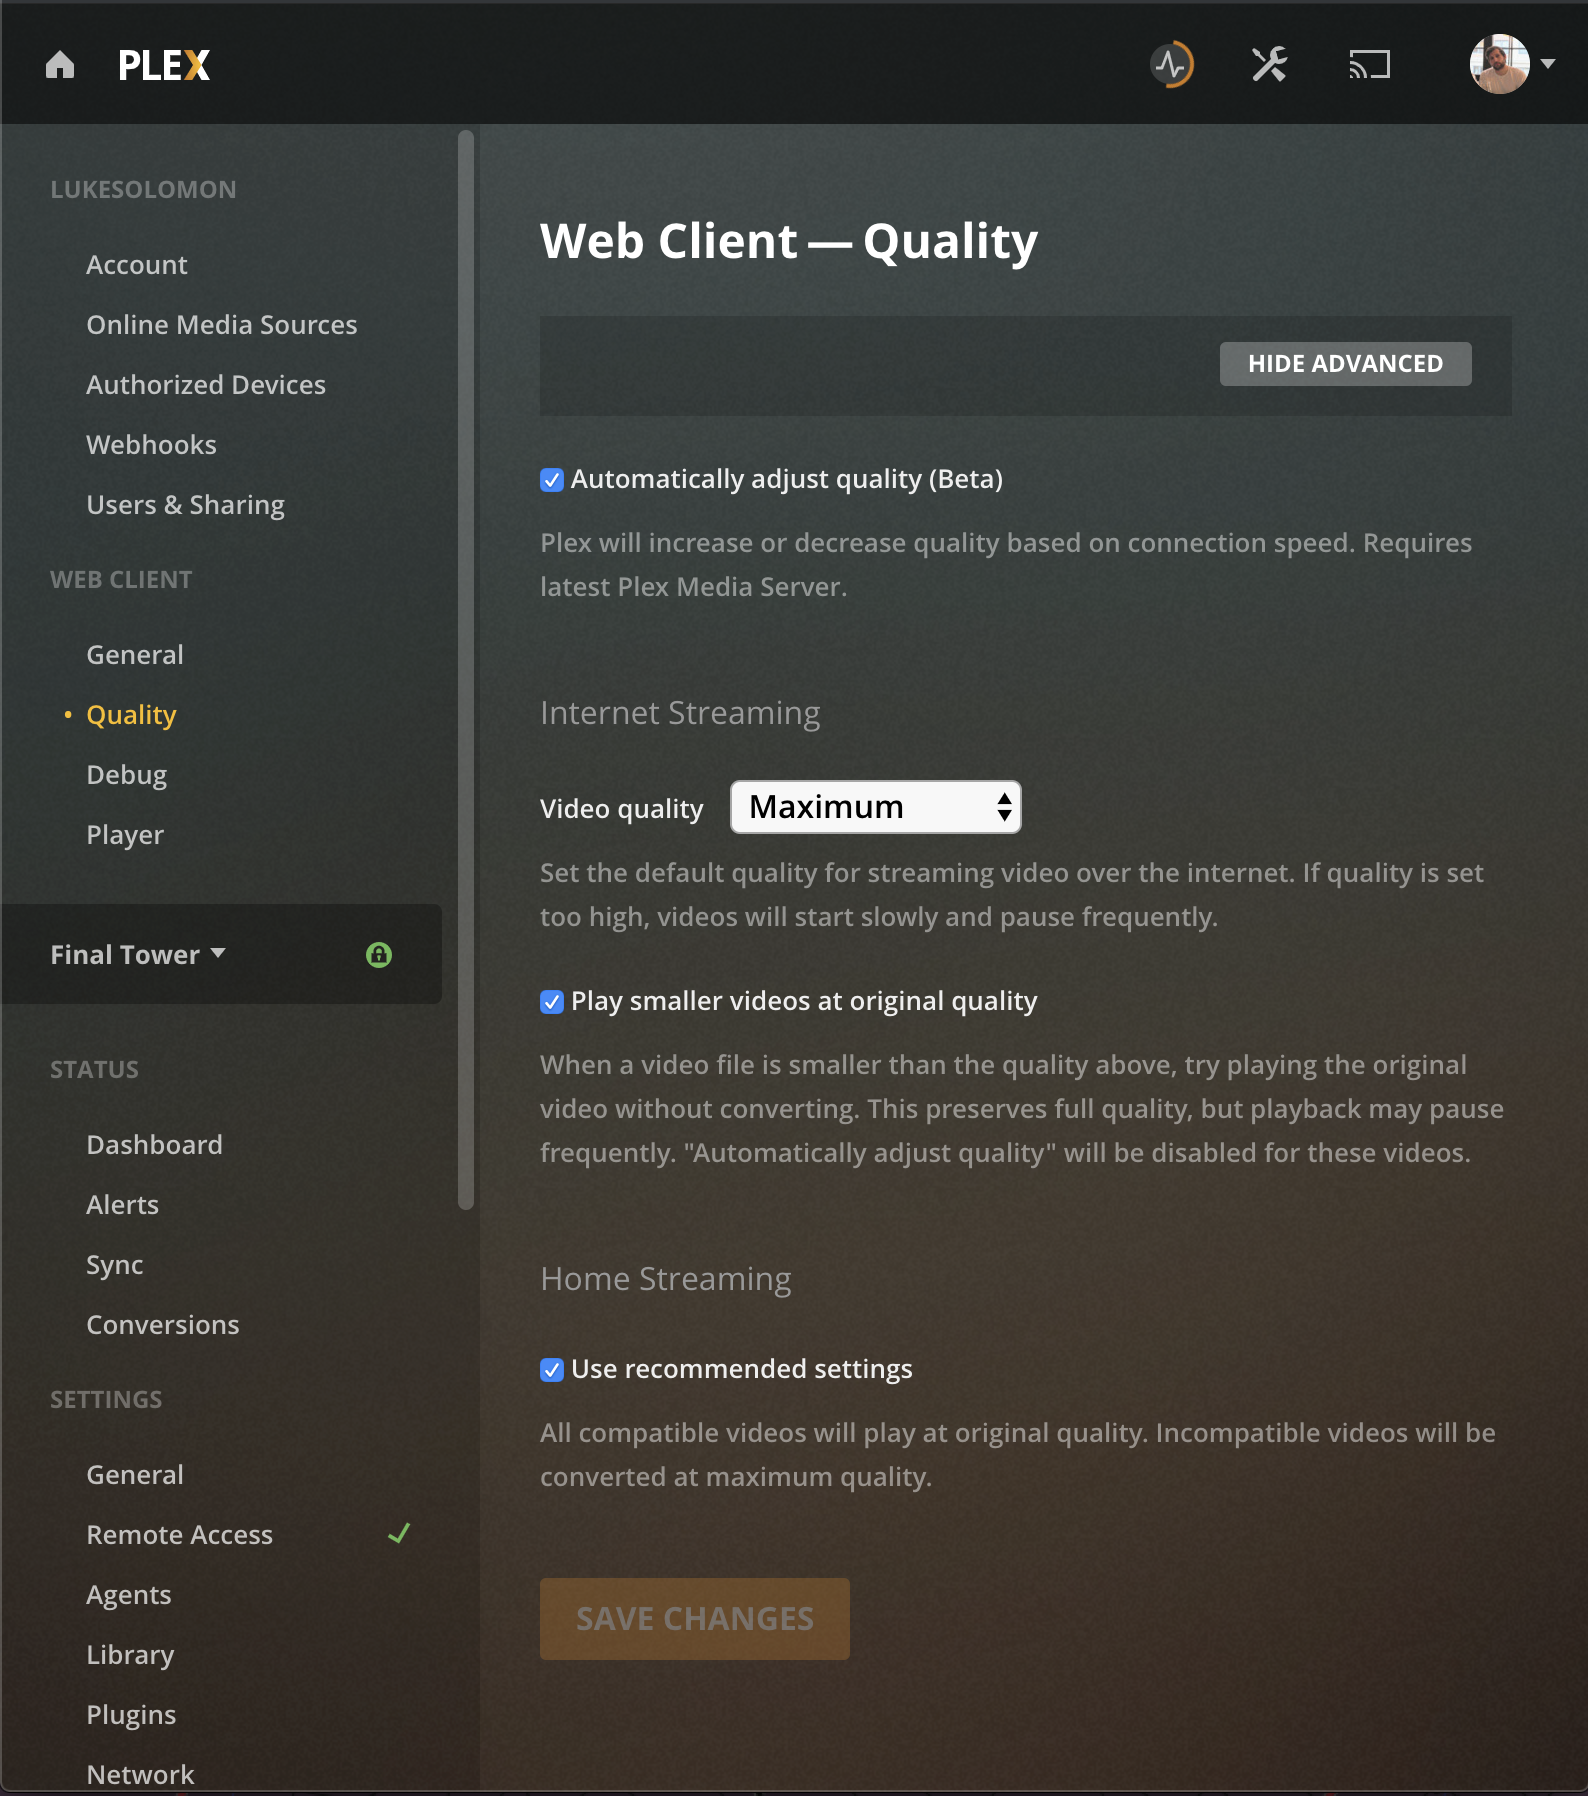 PLEX
LUKESOLOMON
Account
Online Media Sources
Authorized Devices
Webhooks
Users & Sharing
WEB CLIENT
General
• Quality
Debug
Player
Final Tower
STATUS
Dashboard
Alerts
Sync
Conversions
SETTINGS
General
Remote Access
Agents
Library
Plugins
Network
Web Client — Quality
HIDE ADVANCED
Automatically adjust quality (Beta)
Plex will increase or decrease quality based on connection speed. Requires
latest Plex Media Server.
Internet Streaming
Video quality Maximum
Set the default quality for streaming video over the internet. If quality is set
too high, videos will start slowly and pause frequently.
Play smaller videos at original quality
When a video file is smaller than the quality above, try playing the original
video without converting. This preserves full quality, but playback may pause
frequently. "Automatically adjust quality" will be disabled for these videos.
Home Streaming
Use recommended settings
All compatible videos will play at original quality. Incompatible videos will be
converted at maximum quality.
SAVE CHANGES